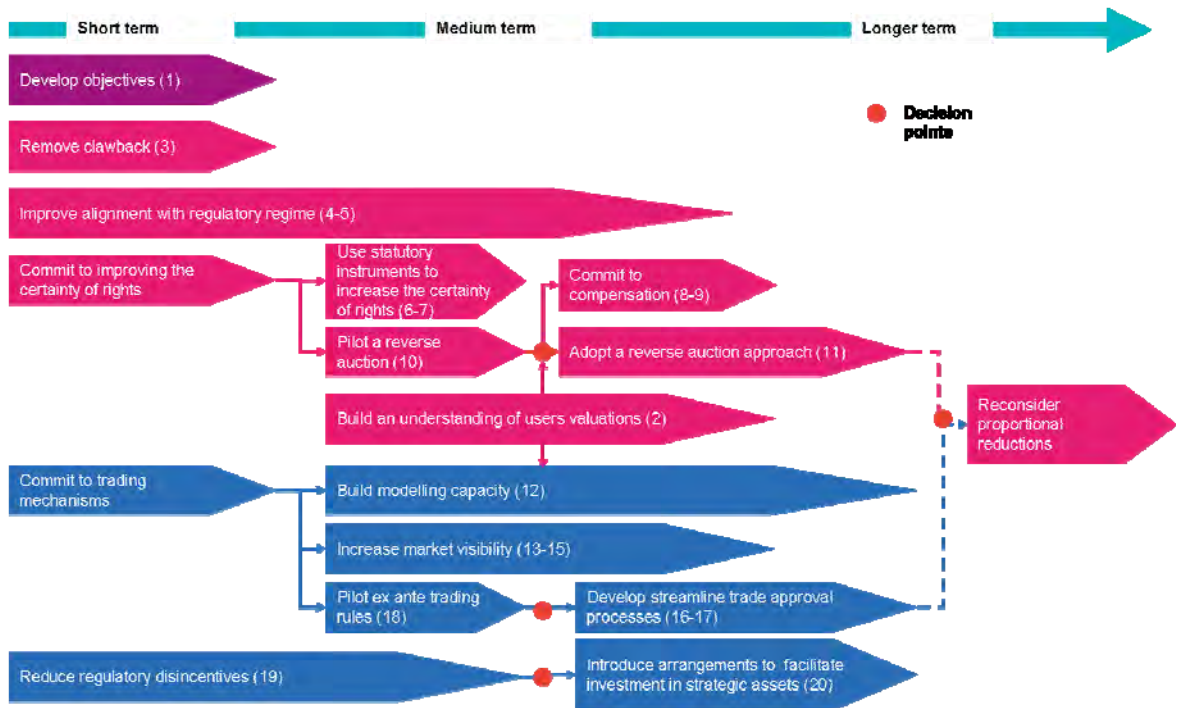 Short term
Medium term
Longer term
Develop objectives (1)
Decision
points
Remove clawback (3)
Improve alignment with regulatory regime (4-5)
Commit to improving the
certainty of rights
Use statutory
instruments to
increase the certainty
of rights (6-7)
Commit to
compensation (8-9)
Pilot a reverse
auction (10)
Adopt a reverse auction approach (11)
Build an understanding of users valuations (2)
Reconsider
proportional
reductions
Commit to trading
mechanisms
Build modelling capacity (12)
Increase market visibility (13-15)
Pilot ex ante trading
rules (18)
Develop streamline trade approval
processes (16-17)
Reduce regulatory disincentives (19)
Introduce arrangements to facilitate
investment in strategic assets (20)